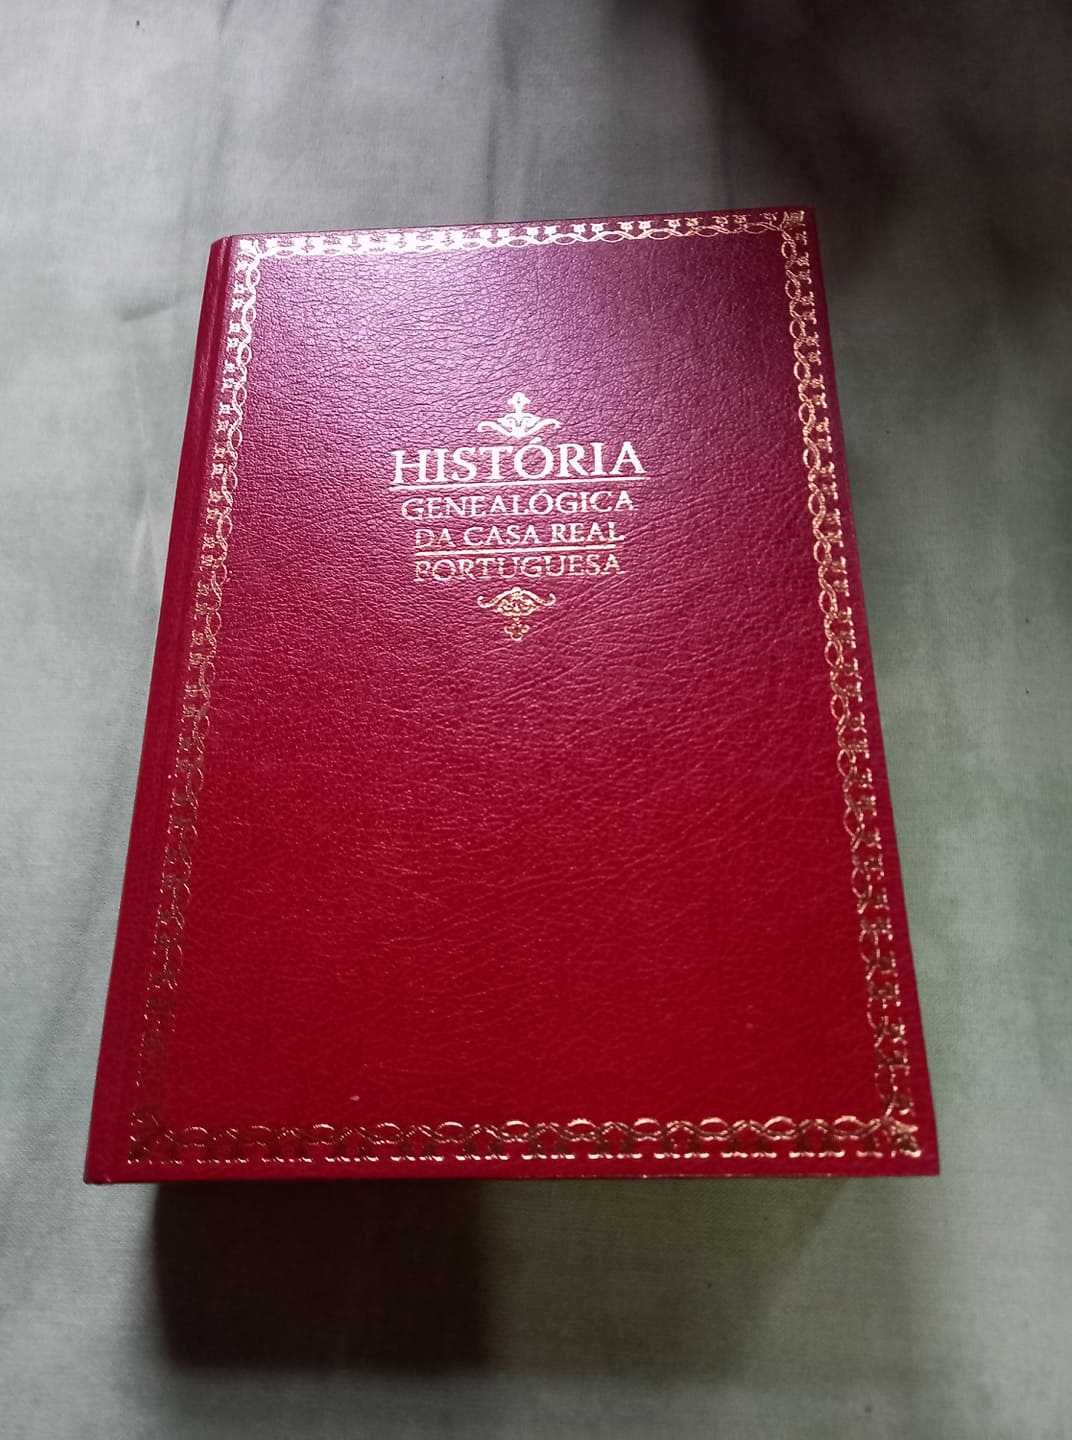 HISTÓRIA
GENEALÓGICA
DA CASA REAL
PORTUGUESA